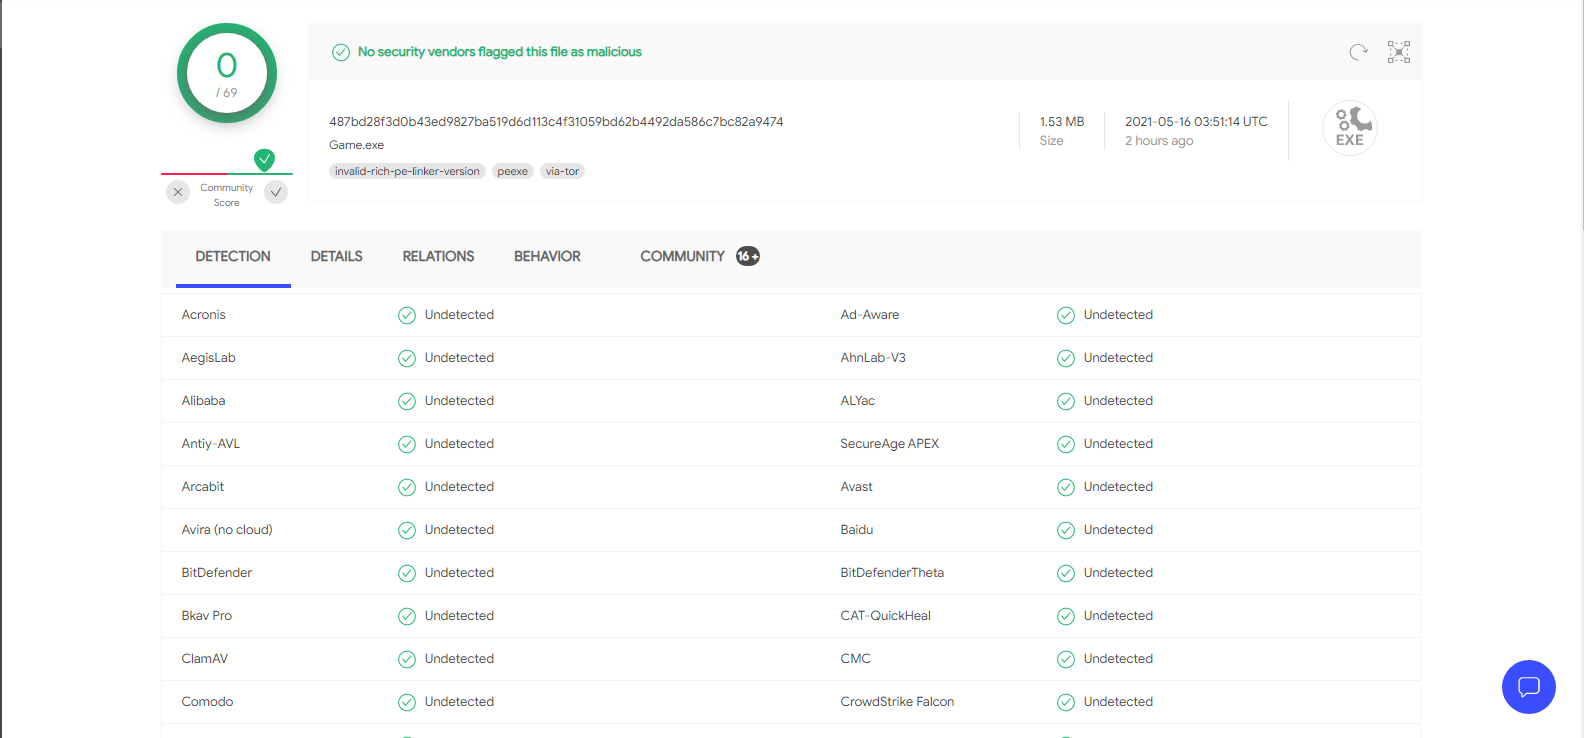 0
/ 69
Community
Score
No security vendors flagged this file as malicious
487bd28f3d0b43ed9827ba519d6d113c4f31059bd62b4492da586c7bc82a9474
Game.exe
invalid-rich-pe-linker-version peexe via-tor
1.53 MB
Size
2021-05-16 03:51:14 UTC
2 hours ago
EXE
DETECTION DETAILS RELATIONS BEHAVIOR COMMUNITY 16+
Acronis Undetected Ad-Aware Undetected
AegisLab Undetected AhnLab-V3 Undetected
Alibaba Undetected ALYac Undetected
Antiy-AVL Undetected SecureAge APEX Undetected
Arcabit Undetected Avast Undetected
Avira (no cloud) Undetected Baidu Undetected
BitDefender Undetected BitDefenderTheta Undetected
Bkav Pro Undetected CAT-QuickHeal Undetected
ClamAV Undetected CMC Undetected
Comodo Undetected CrowdStrike Falcon Undetected